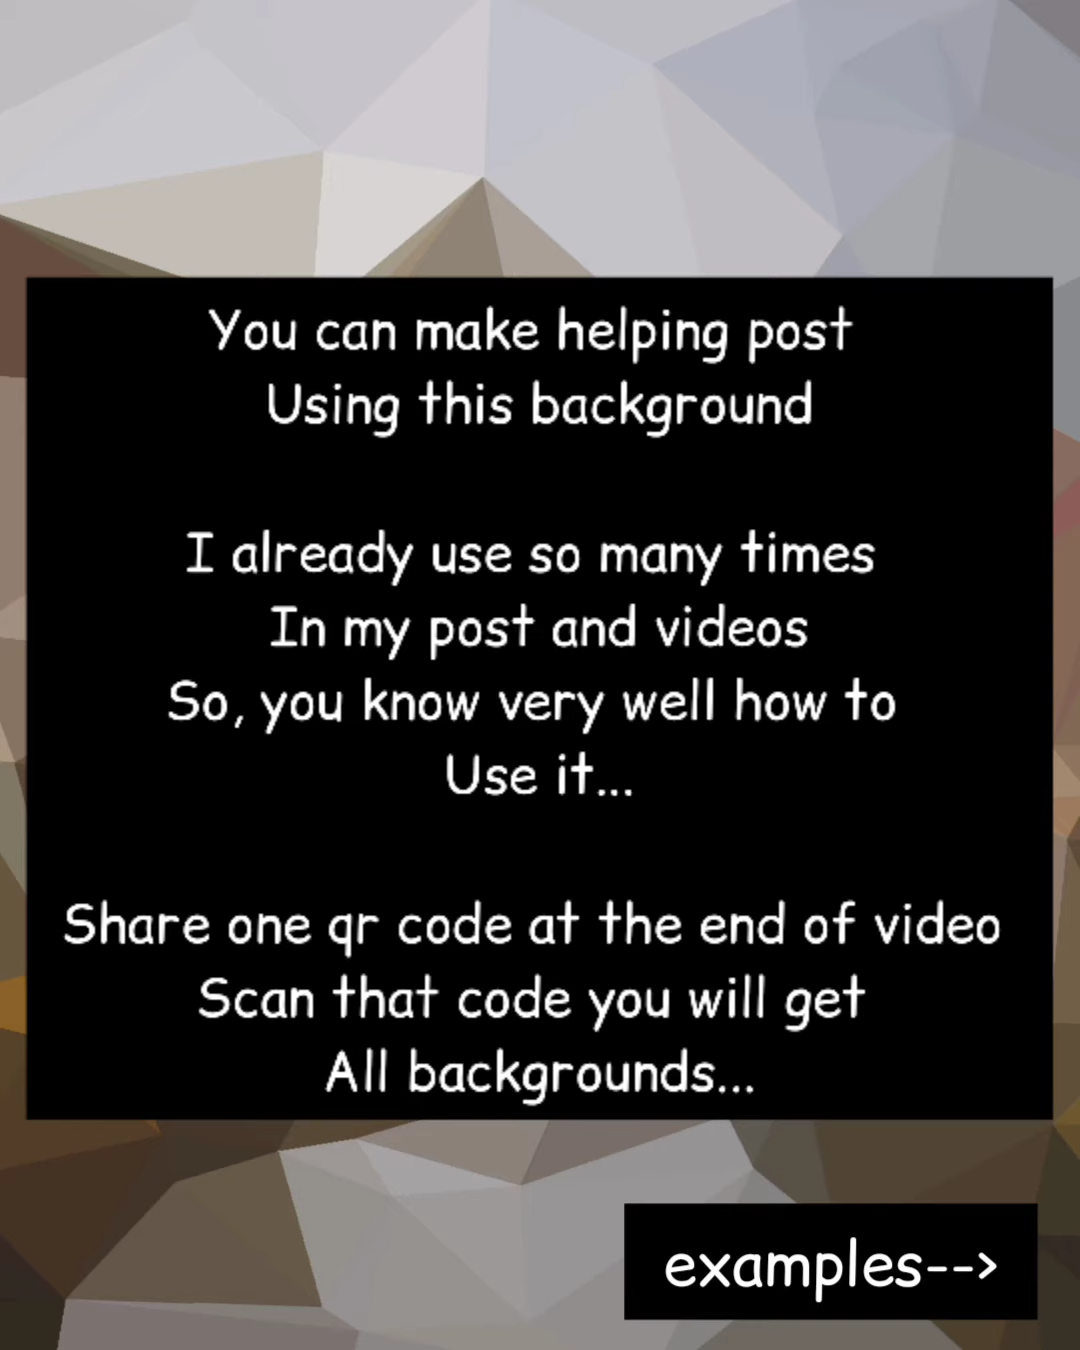 You can make helping post
Using this background
I already use so many times
In my post and videos
So, you know very well how to
Use it...
Share one qr code at the end of video
Scan that code you will get
All backgrounds...
examples-->